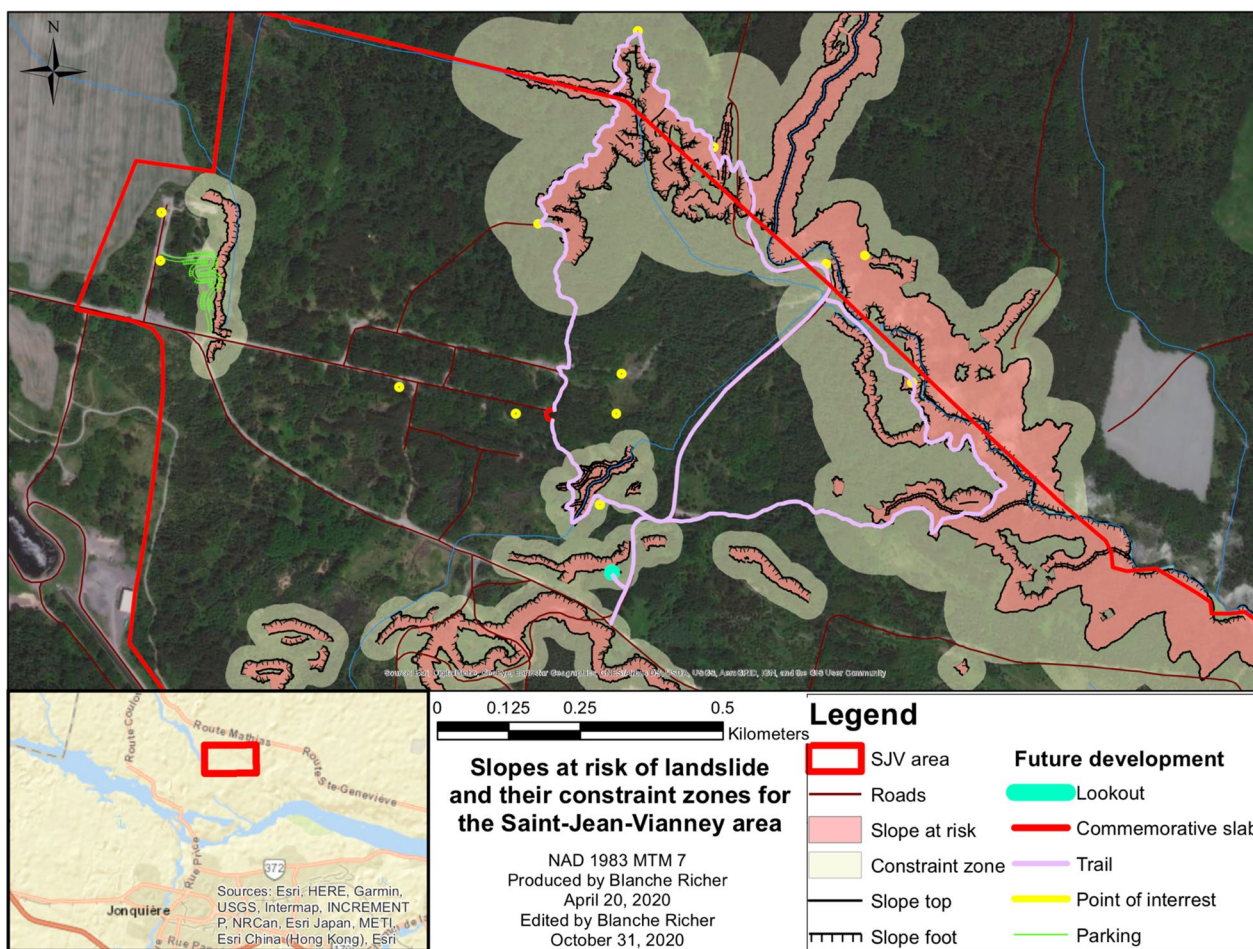 N
0 0.125 0.25 0.5
Kilometers
Slopes at risk of landslide
and their constraint zones for
the Saint-Jean-Vianney area
NAD 1983 MTM 7
Produced by Blanche Richer
April 20, 2020
Edited by Blanche Richer
October 31, 2020
Route Mathias
Route Ste-Geneviève
Rue Price
372
Jonquière
Sources: Esri, HERE, Garmin,
USGS, Intermap, INCREMENT
P, NRCan, Esri Japan, METI,
Esri China (Hong Kong), Esri
Legend
SJV area
Roads
Slope at risk
Constraint zone
Slope top
Slope foot
Future development
Lookout
Commemorative slab
Trail
Point of interrest
Parking